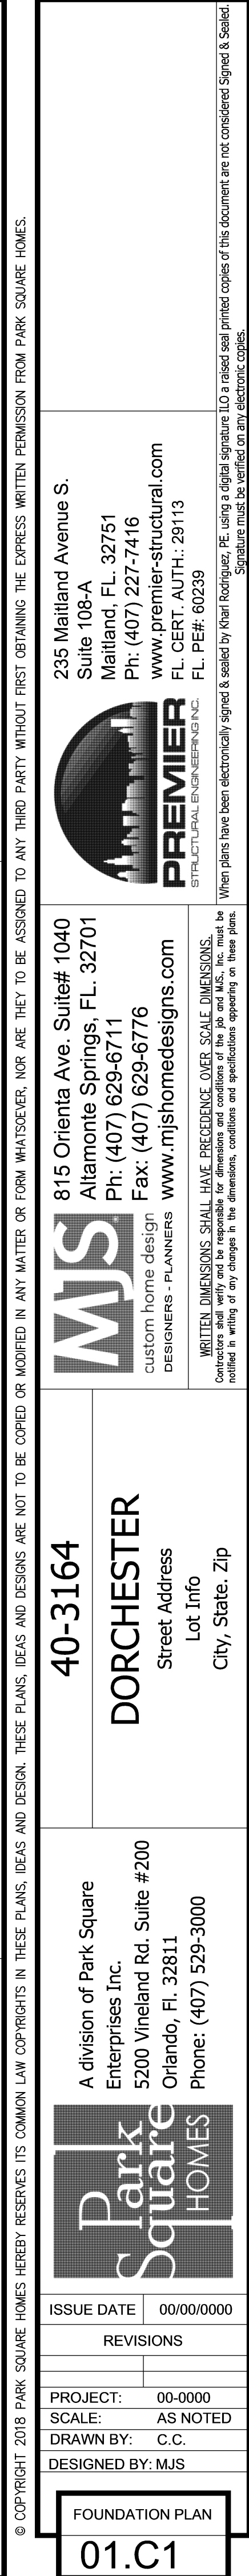 © COPYRIGHT 2018 PARK SQUARE HOMES HEREBY RESERVES ITS COMMON LAW COPYRIGHTS IN THESE PLANS, IDEAS AND DESIGN. THESE PLANS, IDEAS AND DESIGNS ARE NOT TO BE COPIED OR MODIFIED IN ANY MATTER OR FORM WHATSOEVER, NOR ARE THEY TO BE ASSIGNED TO ANY THIRD PARTY WITHOUT FIRST OBTAINING THE EXPRESS WRITTEN PERMISSION FROM PARK SQUARE HOMES.
235 Maitland Avenue S.
Suite 108-A
Maitland, FL. 32751
Ph: (407) 227-7416
www.premier-structural.com
FL. CERT. AUTH.: 29113
FL. PE#: 60239
PREMIER
STRUCTURAL ENGINEERING INC.
When plans have been electronically signed & sealed by Kharl Rodriguez, PE. using a digital signature ILO a raised seal printed copies of this document are not considered Signed & Sealed.
Signature must be verified on any electronic copies.
MJS
custom home design
DESIGNERS - PLANNERS
815 Orienta Ave. Suite# 1040
Altamonte Springs, FL. 32701
Ph: (407) 629-6711
Fax: (407) 629-6776
www.mjshomedesigns.com
WRITTEN DIMENSIONS SHALL HAVE PRECEDENCE OVER SCALE DIMENSIONS.
Contractors shall verify and be responsible for dimensions and conditions of the job and MJS., Inc. must be
notified in writing of any changes in the dimensions, conditions and specifications appearing on these plans.
40-3164
DORCHESTER
Street Address
Lot Info
City, State. Zip
Park
Square
HOMES
A division of Park Square
Enterprises Inc.
5200 Vineland Rd. Suite #200
Orlando, Fl. 32811
Phone: (407) 529-3000
ISSUE DATE 00/00/0000
REVISIONS
PROJECT: 00-0000
SCALE: AS NOTED
DRAWN BY: C.C.
DESIGNED BY: MJS
FOUNDATION PLAN
01.C1